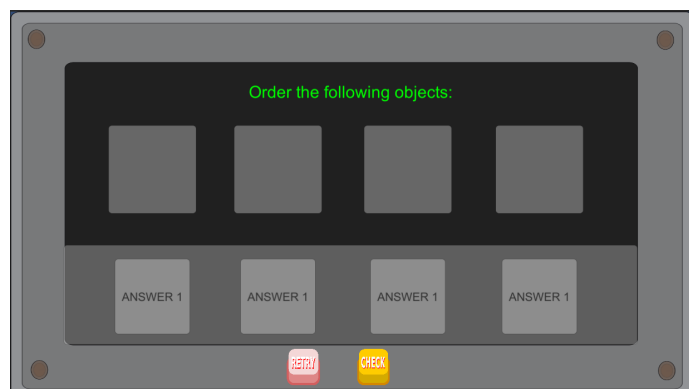 Order the following objects:
ANSWER 1 ANSWER 1 ANSWER 1 ANSWER 1
RETRY CHECK